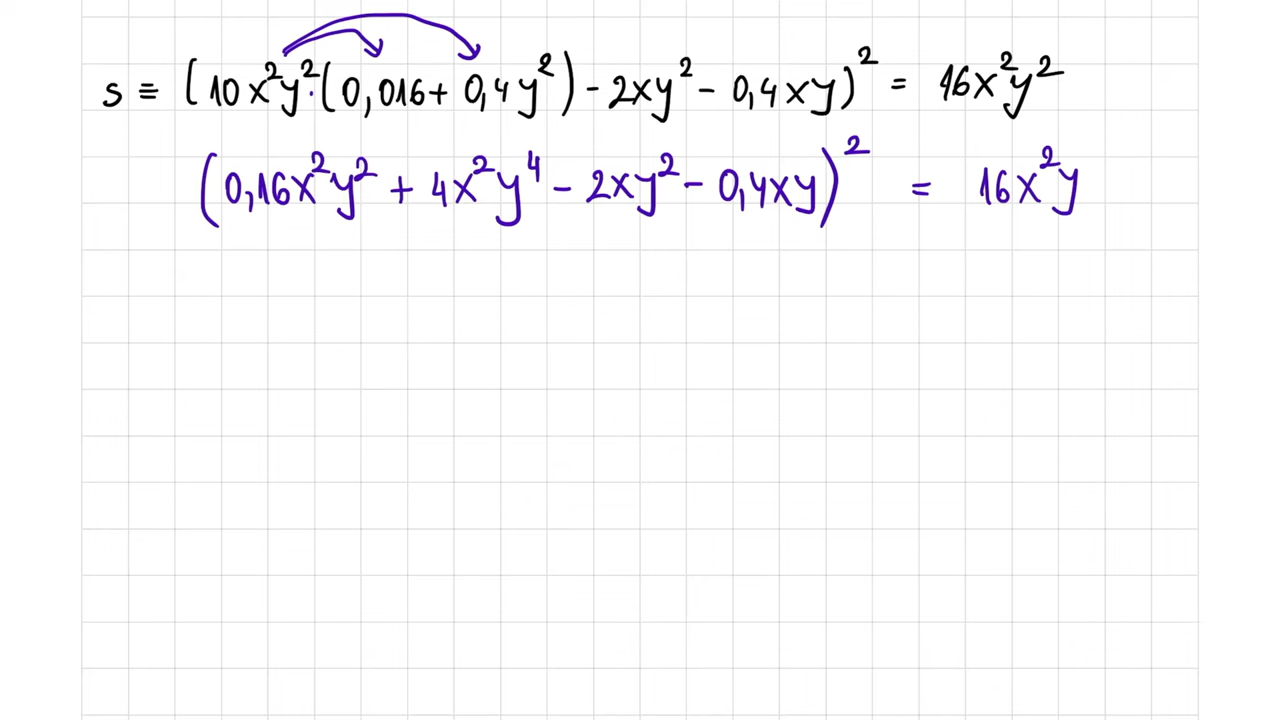 s ≡ (10x²y²·(0,016+0,4y²)-2xy²-0,4xy)² = 16x²y²
(0,16x²y² + 4x²y⁴ - 2xy² - 0,4xy)² = 16x²y